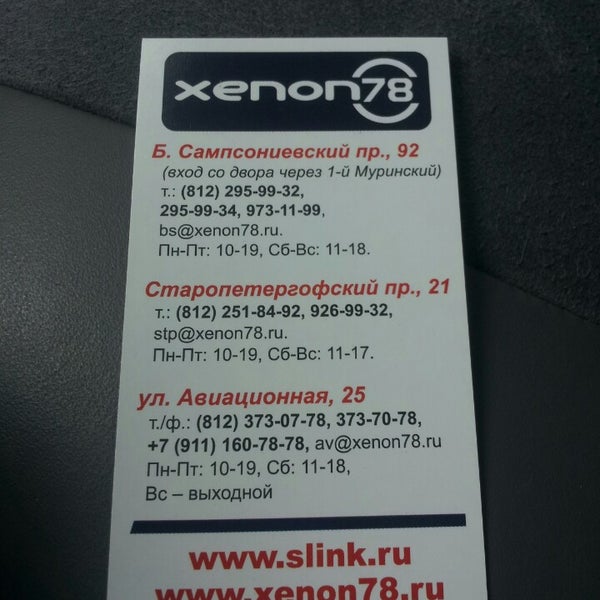 xenon78
Б. Сампсониевский пр., 92
(вход со двора через 1-й Муринский)
т.: (812) 295-99-32,
295-99-34, 973-11-99,
bs@xenon78.ru.
Пн-Пт: 10-19, Сб-Вс: 11-18.
Старопетергофский пр., 21
т.: (812) 251-84-92, 926-99-32,
stp@xenon78.ru.
Пн-Пт: 10-19, Сб-Вс: 11-17.
ул. Авиационная, 25
т./ф.: (812) 373-07-78, 373-70-78,
+7 (911) 160-78-78, av@xenon78.ru
Пн-Пт: 10-19, Сб: 11-18,
Вс – выходной
www.slink.ru
www.xenon78.ru